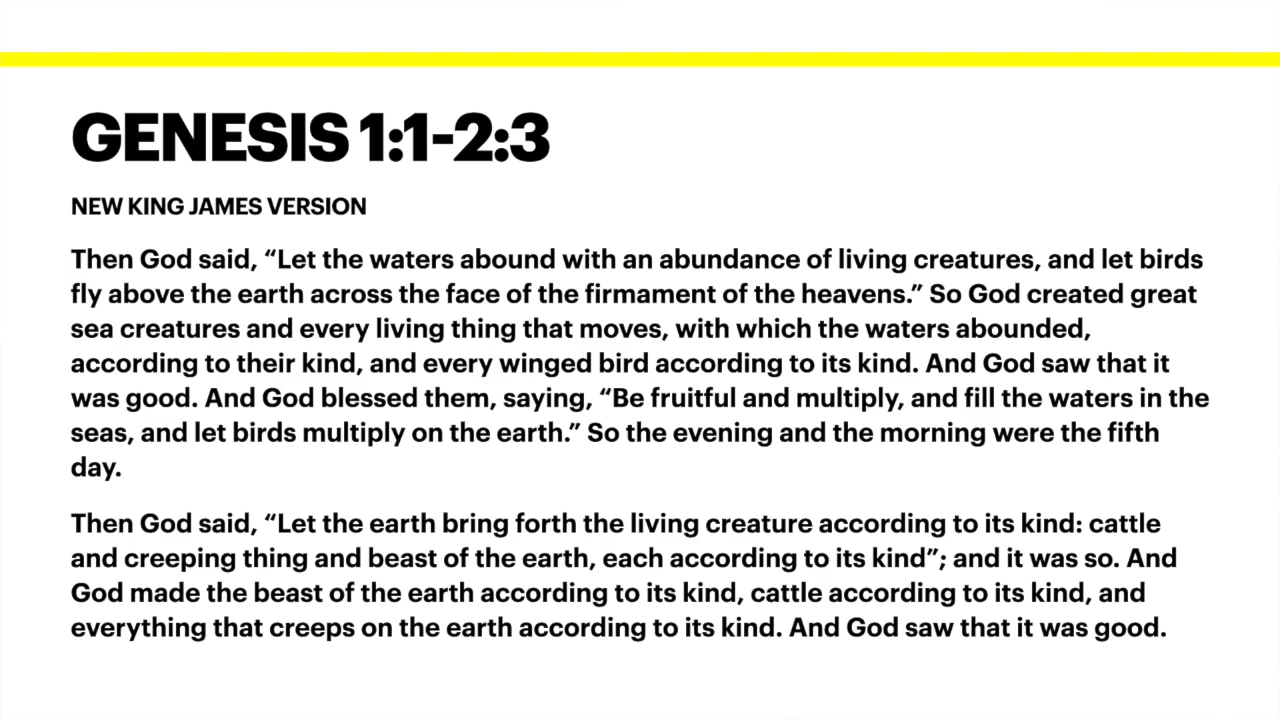 GENESIS 1:1-2:3
NEW KING JAMES VERSION
Then God said, “Let the waters abound with an abundance of living creatures, and let birds
fly above the earth across the face of the firmament of the heavens.” So God created great
sea creatures and every living thing that moves, with which the waters abounded,
according to their kind, and every winged bird according to its kind. And God saw that it
was good. And God blessed them, saying, “Be fruitful and multiply, and fill the waters in the
seas, and let birds multiply on the earth.” So the evening and the morning were the fifth
day.
Then God said, “Let the earth bring forth the living creature according to its kind: cattle
and creeping thing and beast of the earth, each according to its kind”; and it was so. And
God made the beast of the earth according to its kind, cattle according to its kind, and
everything that creeps on the earth according to its kind. And God saw that it was good.